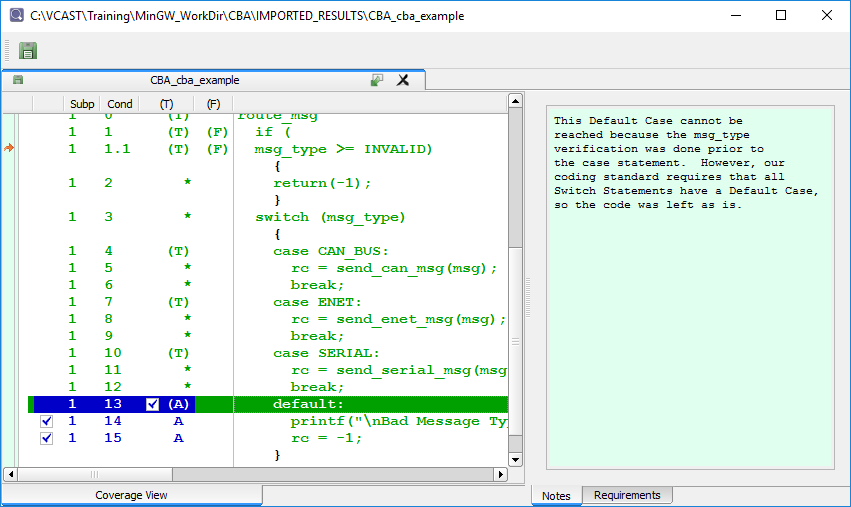 C:\VCAST\Training\MinGW_WorkDir\CBA\IMPORTED_RESULTS\CBA_cba_example
CBA_cba_example
Subp Cond (T) (F)
1 0 (T) route_msg
1 1 (T) (F) if (
1 1.1 (T) (F) msg_type >= INVALID)
{
1 2 * return(-1);
}
1 3 * switch (msg_type)
{
1 4 (T) case CAN_BUS:
1 5 * rc = send_can_msg(msg);
1 6 * break;
1 7 (T) case ENET:
1 8 * rc = send_enet_msg(msg);
1 9 * break;
1 10 (T) case SERIAL:
1 11 * rc = send_serial_msg(msg
1 12 * break;
1 13 (A) default:
1 14 A printf("\nBad Message Ty
1 15 A rc = -1;
}
Coverage View
This Default Case cannot be
reached because the msg_type
verification was done prior to
the case statement. However, our
coding standard requires that all
Switch Statements have a Default Case,
so the code was left as is.
Notes Requirements